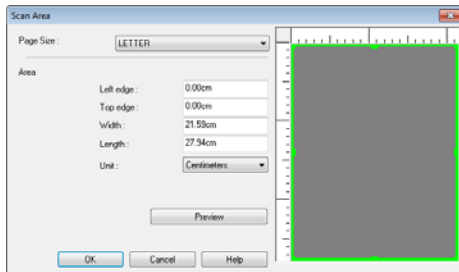 Scan Area
Page Size : LETTER
Area
Left edge : 0.00cm
Top edge : 0.00cm
Width : 21.59cm
Length : 27.94cm
Unit : Centimeters
Preview
OK Cancel Help